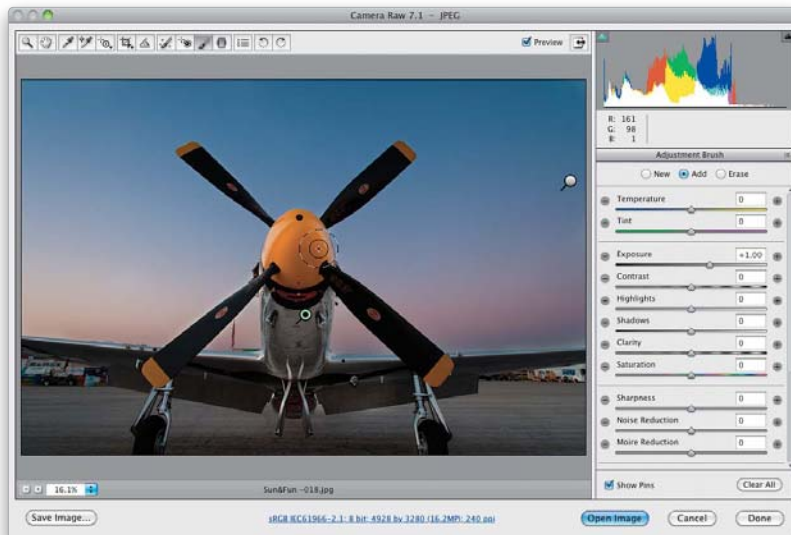 Camera Raw 7.1 – JPEG
Preview
R: 161
G: 98
B: 1
Adjustment Brush
New Add Erase
Temperature 0
Tint 0
Exposure +1.00
Contrast 0
Highlights 0
Shadows 0
Clarity 0
Saturation 0
Sharpness 0
Noise Reduction 0
Moire Reduction 0
Show Pins Clear All
16.1% Sun&Fun -018.jpg
Save Image... sRGB IEC61966-2.1; 8 bit; 4928 by 3280 (16.2MP); 240 ppi Open Image Cancel Done